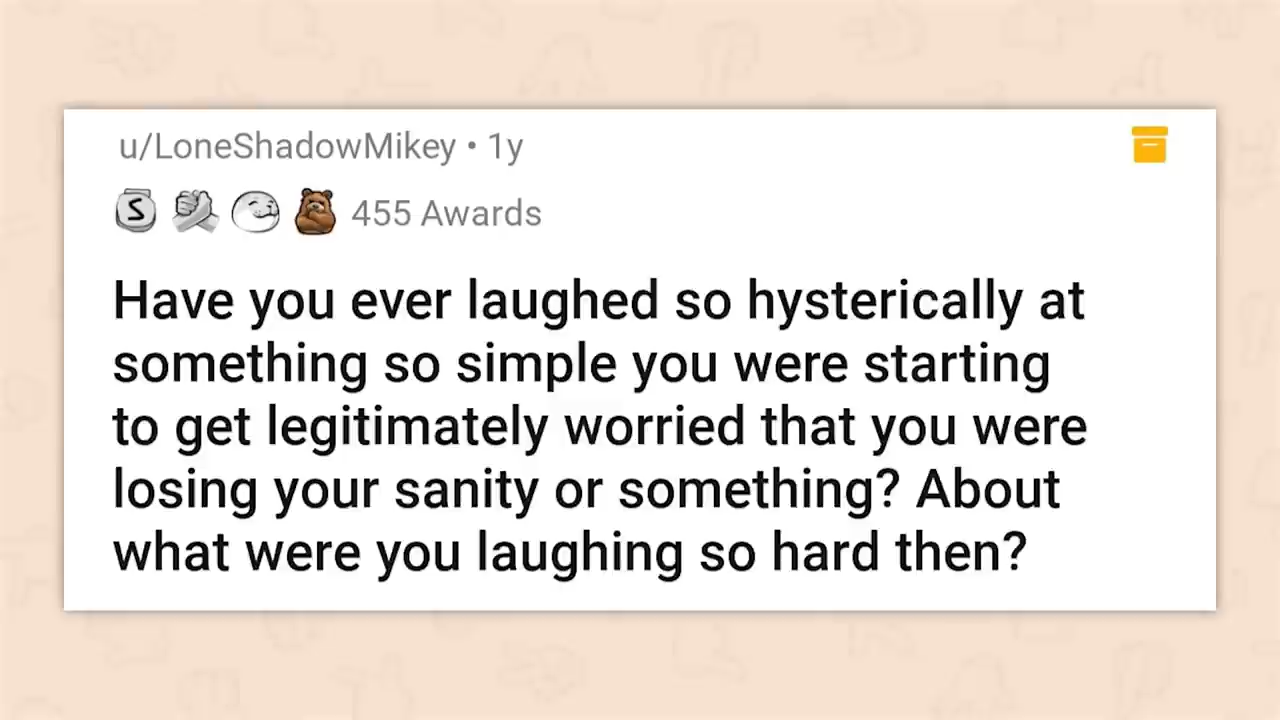 u/LoneShadowMikey • 1y
455 Awards
Have you ever laughed so hysterically at
something so simple you were starting
to get legitimately worried that you were
losing your sanity or something? About
what were you laughing so hard then?